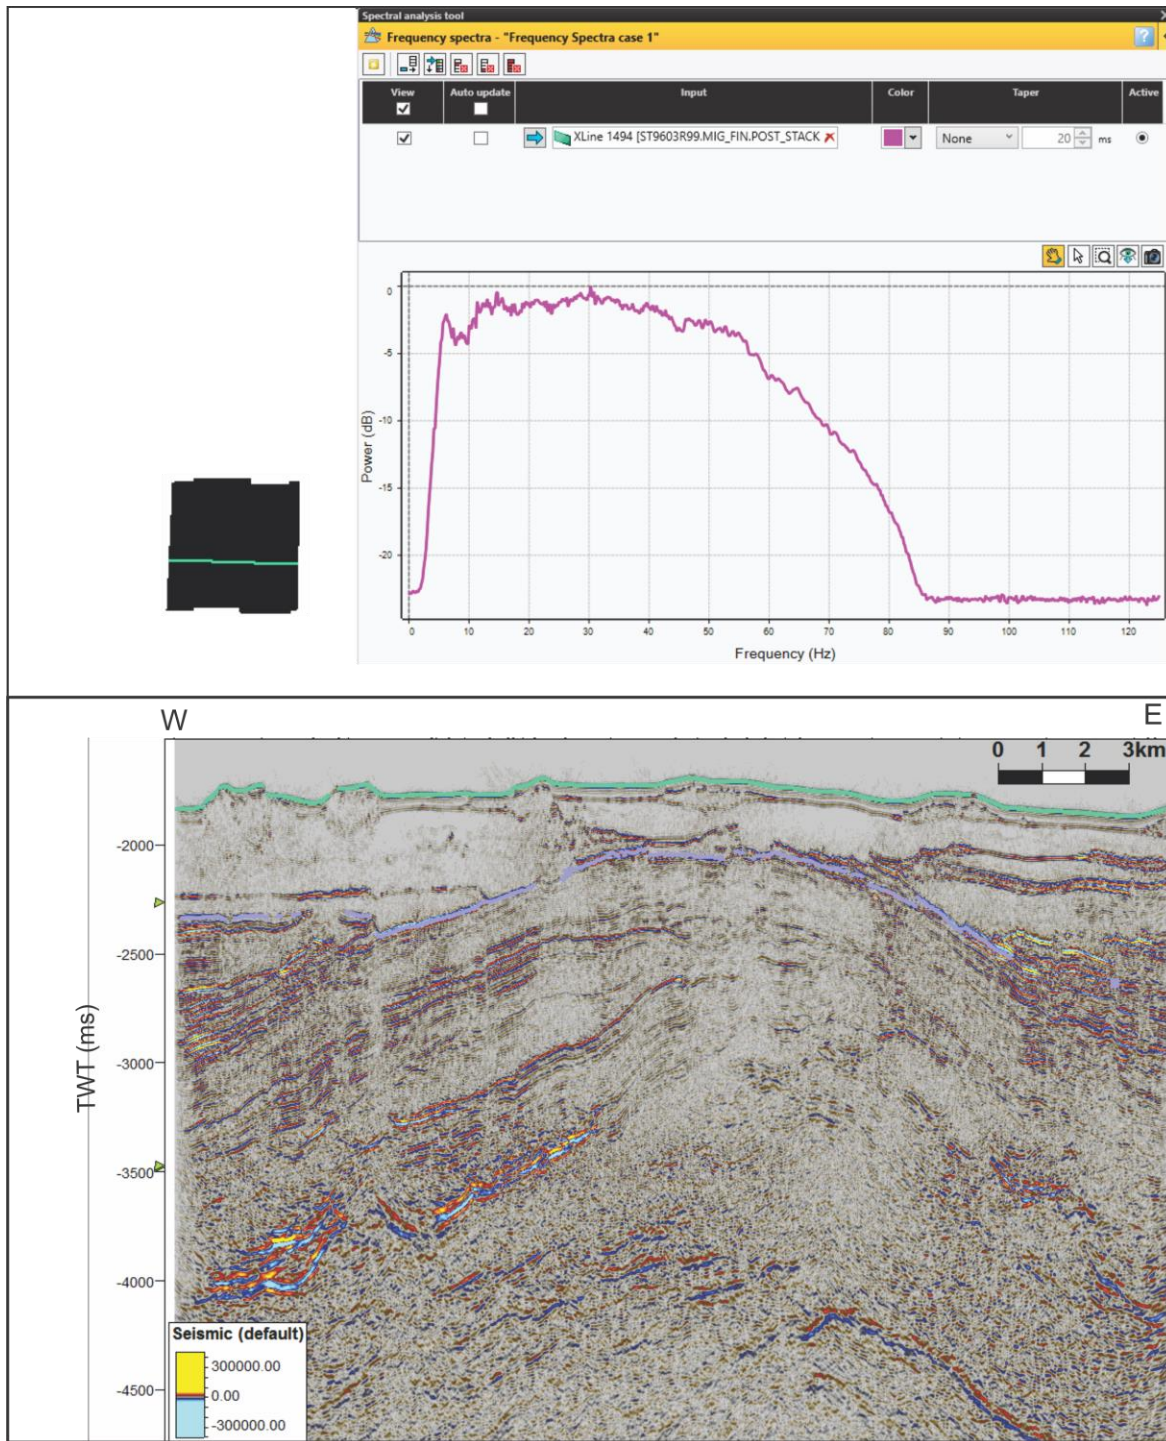 Spectral analysis tool
Frequency spectra - "Frequency Spectra case 1"
View Auto update Input Color Taper Active
XLine 1494 [ST9603R99.MIG_FIN.POST_STACK None 20 ms
0
-5
-10
-15
-20
Power (dB)
0 10 20 30 40 50 60 70 80 90 100 110 120
Frequency (Hz)
W E
0 1 2 3km
-2000
-2500
-3000
-3500
-4000
-4500
TWT (ms)
Seismic (default)
300000.00
0.00
-300000.00